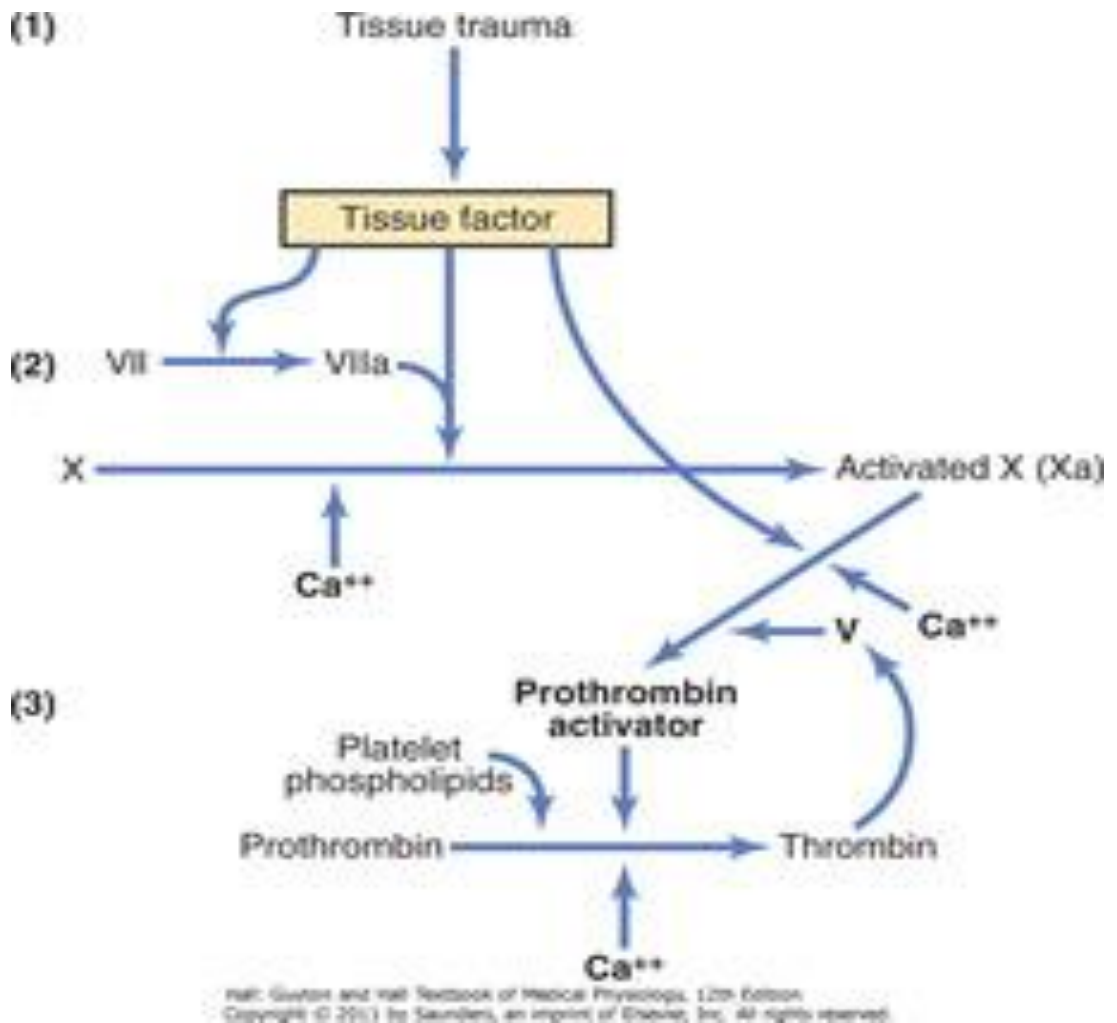 (1)
Tissue trauma
Tissue factor
(2)
VII
VIIa
X
Activated X (Xa)
Ca++
Ca++
V
(3)
Prothrombin
activator
Platelet
phospholipids
Prothrombin
Thrombin
Ca++
Hall: Guyton and Hall Textbook of Medical Physiology, 12th Edition
Copyright © 2011 by Saunders, an imprint of Elsevier, Inc. All rights reserved.